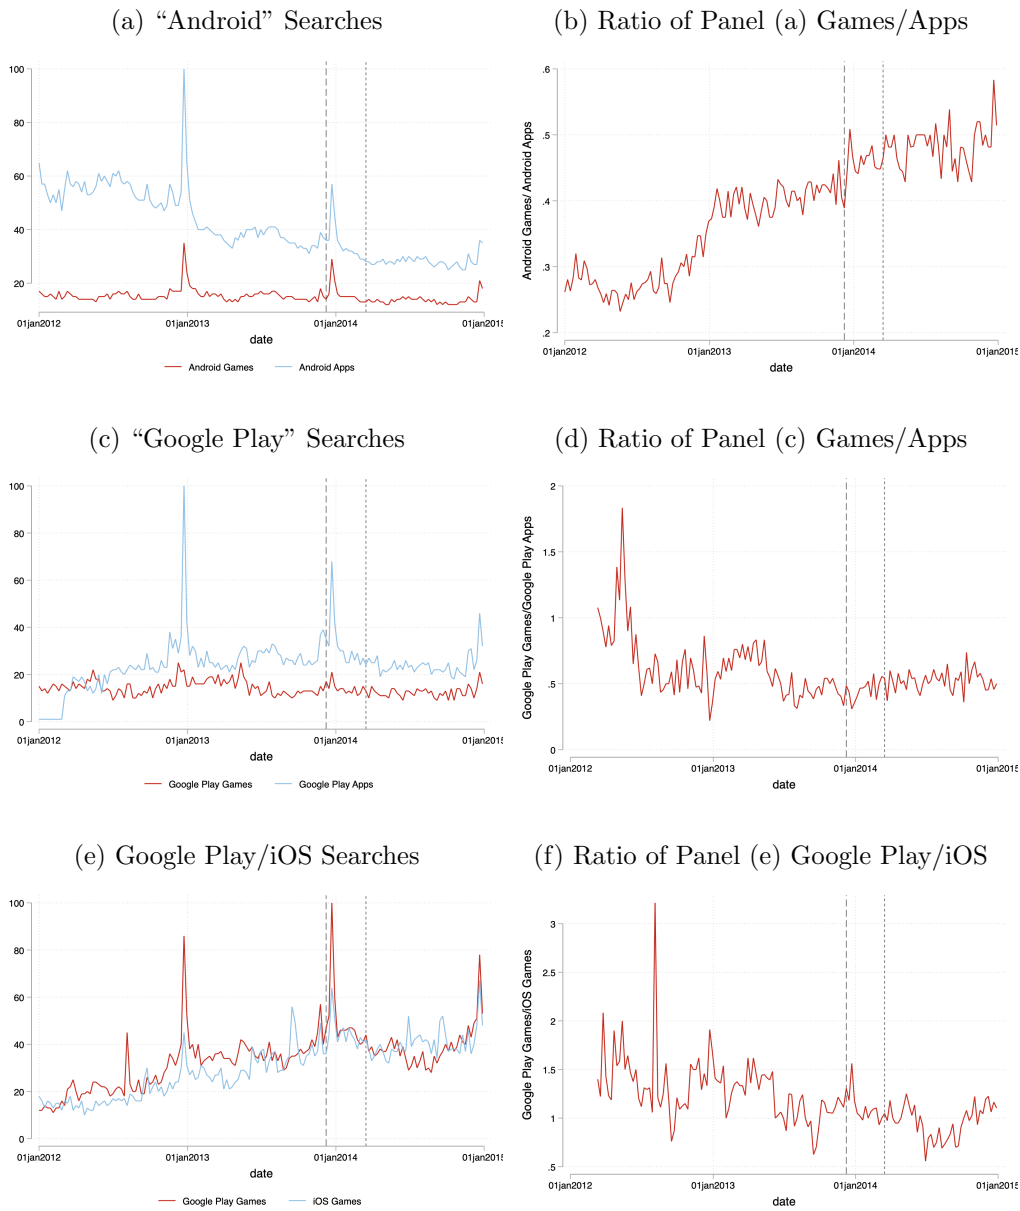 (a) “Android” Searches
100
80
60
40
20
01jan2012
01jan2013
01jan2014
01jan2015
date
Android Games
Android Apps
(b) Ratio of Panel (a) Games/Apps
Android Games/ Android Apps
.6
.5
.4
.3
.2
01jan2012
01jan2013
01jan2014
01jan2015
date
(c) “Google Play” Searches
100
80
60
40
20
0
01jan2012
01jan2013
01jan2014
01jan2015
date
Google Play Games
Google Play Apps
(d) Ratio of Panel (c) Games/Apps
Google Play Games/Google Play Apps
2
1.5
1
.5
0
01jan2012
01jan2013
01jan2014
01jan2015
date
(e) Google Play/iOS Searches
100
80
60
40
20
0
01jan2012
01jan2013
01jan2014
01jan2015
date
Google Play Games
iOS Games
(f) Ratio of Panel (e) Google Play/iOS
Google Play Games/iOS Games
3
2.5
2
1.5
1
.5
01jan2012
01jan2013
01jan2014
01jan2015
date